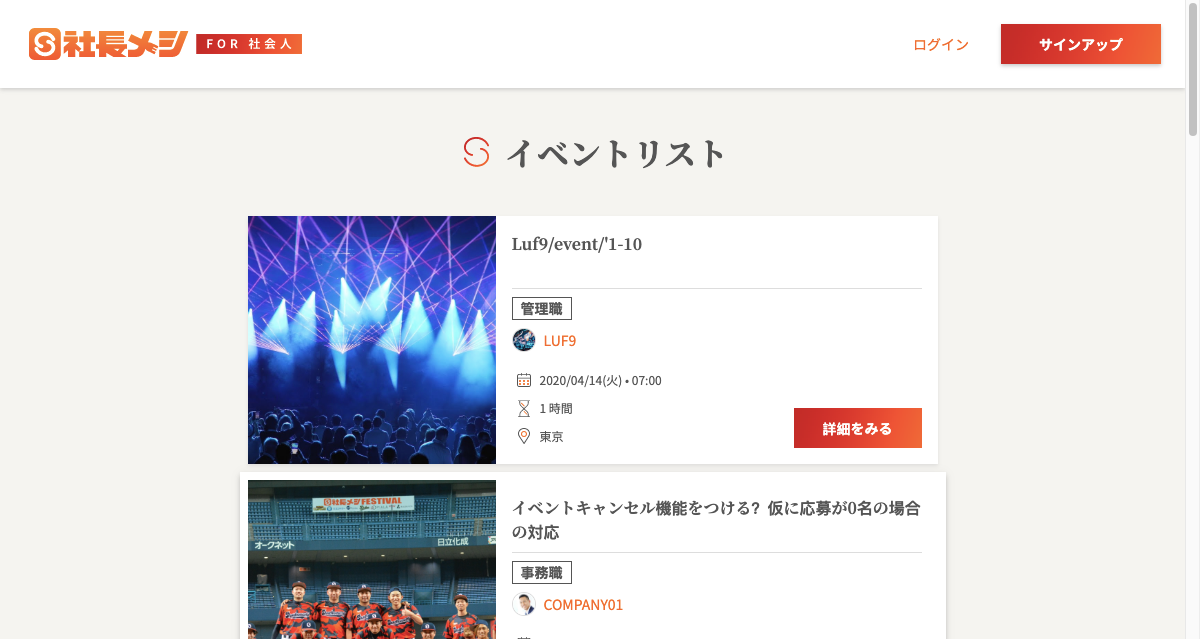 社長メシ FOR 社会人
ログイン
サインアップ
イベントリスト
Luf9/event/'1-10
管理職
LUF9
2020/04/14(火) • 07:00
1 時間
東京
詳細をみる
社長メシ FESTIVAL
オークネット
日立化成
イベントキャンセル機能をつける？仮に応募が0名の場合
の対応
事務職
COMPANY01